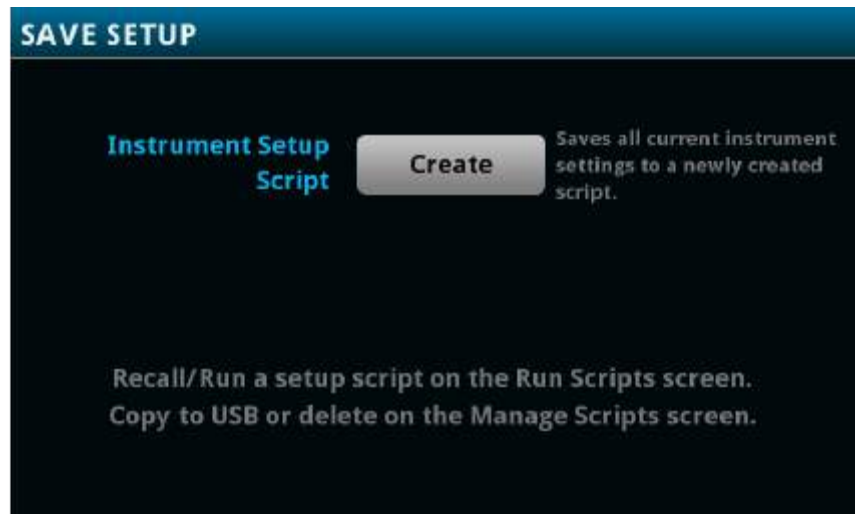 SAVE SETUP
Instrument Setup
Script
Create
Saves all current instrument
settings to a newly created
script.
Recall/Run a setup script on the Run Scripts screen.
Copy to USB or delete on the Manage Scripts screen.